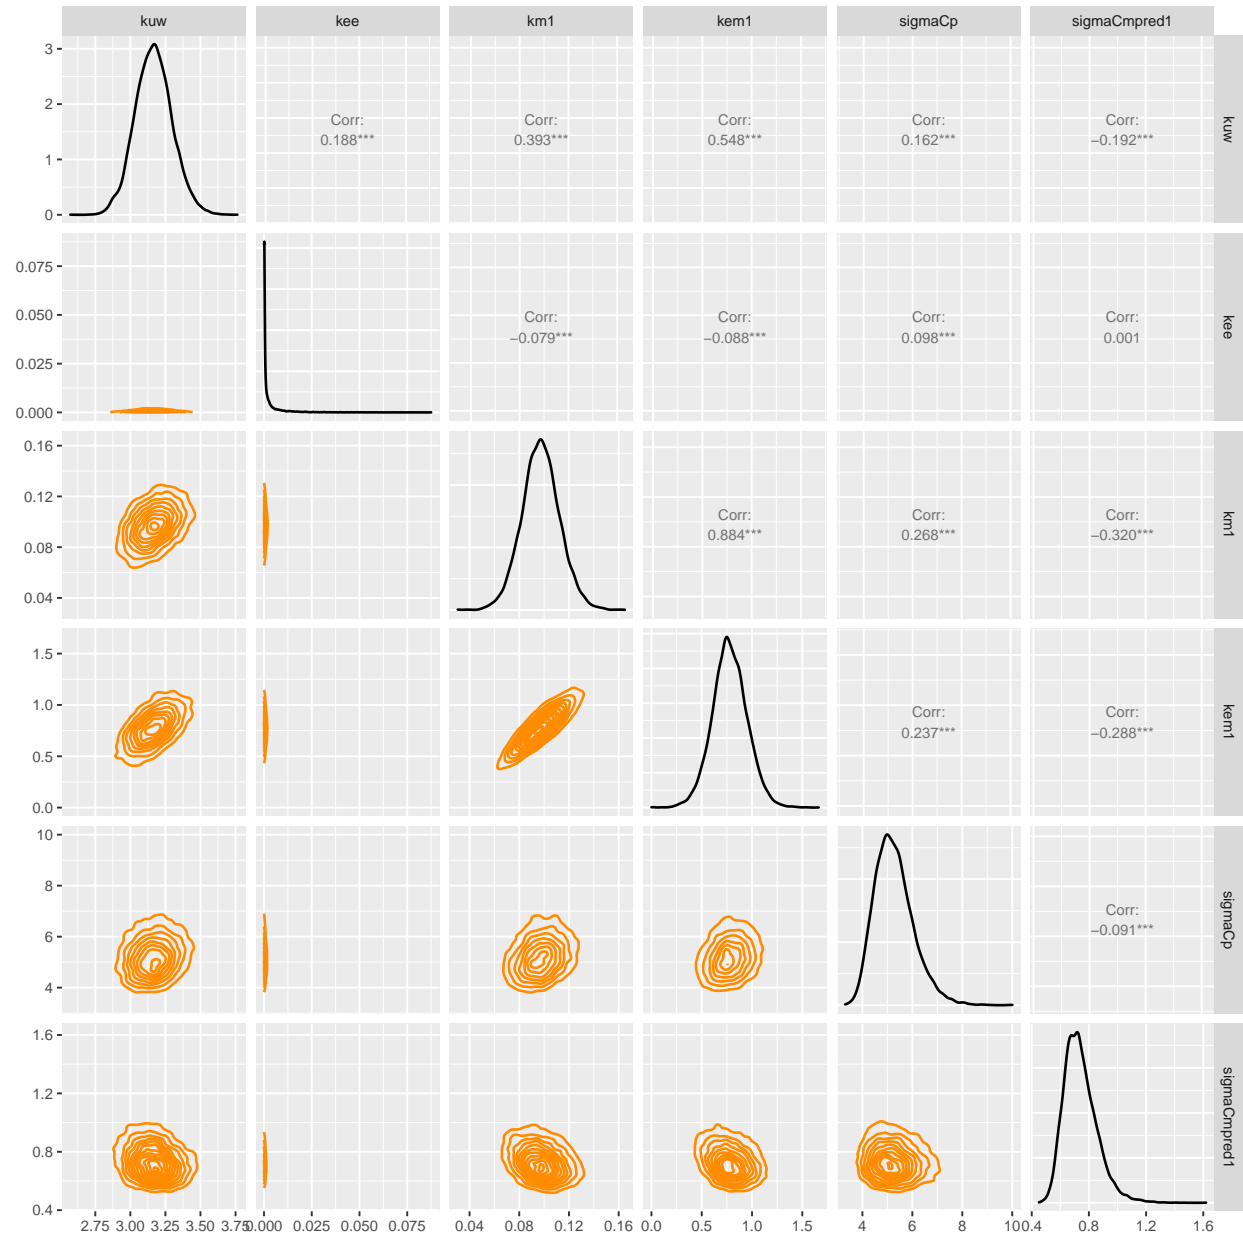 kuw kee km1 kem1 sigmaCp sigmaCmpred1
3
2
1
0
Corr:
0.188***
Corr:
0.393***
Corr:
0.548***
Corr:
0.162***
Corr:
−0.192***
kuw
0.075
0.050
0.025
0.000
Corr:
−0.079***
Corr:
−0.088***
Corr:
0.098***
Corr:
0.001
kee
0.16
0.12
0.08
0.04
Corr:
0.884***
Corr:
0.268***
Corr:
−0.320***
km1
1.5
1.0
0.5
0.0
Corr:
0.237***
Corr:
−0.288***
kem1
10
8
6
4
Corr:
−0.091***
sigmaCp
1.6
1.2
0.8
0.4
sigmaCmpred1
2.75 3.00 3.25 3.50 3.75 0.000 0.025 0.050 0.075 0.04 0.08 0.12 0.16 0.0 0.5 1.0 1.5 4 6 8 10 0.4 0.8 1.2 1.6